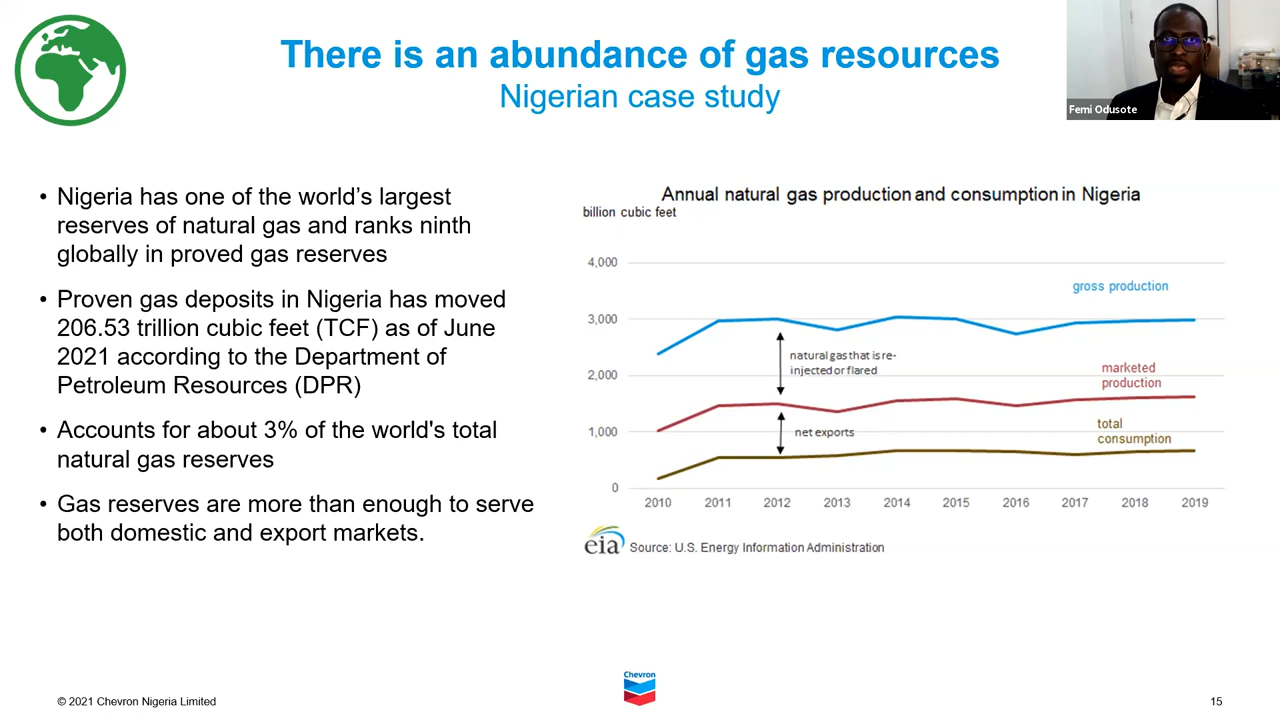 There is an abundance of gas resources
Nigerian case study
Femi Odusote
• Nigeria has one of the world’s largest
reserves of natural gas and ranks ninth
globally in proved gas reserves
• Proven gas deposits in Nigeria has moved
206.53 trillion cubic feet (TCF) as of June
2021 according to the Department of
Petroleum Resources (DPR)
• Accounts for about 3% of the world's total
natural gas reserves
• Gas reserves are more than enough to serve
both domestic and export markets.
Annual natural gas production and consumption in Nigeria
billion cubic feet
4,000
gross production
3,000
natural gas that is re-
injected or flared
2,000
marketed
production
1,000
net exports
total
consumption
0
2010 2011 2012 2013 2014 2015 2016 2017 2018 2019
eia Source: U.S. Energy Information Administration
Chevron
© 2021 Chevron Nigeria Limited
15